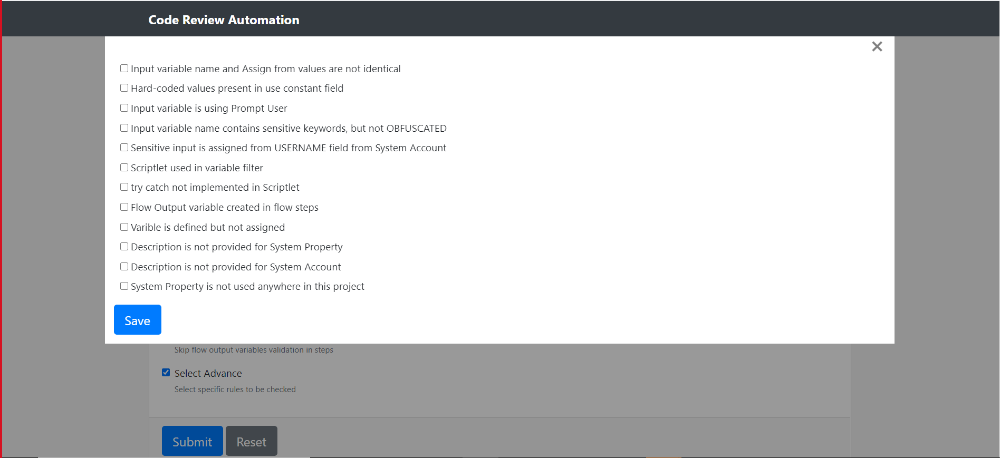 Code Review Automation
Input variable name and Assign from values are not identical
Hard-coded values present in use constant field
Input variable is using Prompt User
Input variable name contains sensitive keywords, but not OBFUSCATED
Sensitive input is assigned from USERNAME field from System Account
Scriptlet used in variable filter
try catch not implemented in Scriptlet
Flow Output variable created in flow steps
Varible is defined but not assigned
Description is not provided for System Property
Description is not provided for System Account
System Property is not used anywhere in this project
Save
Skip flow output variables validation in steps
Select Advance
Select specific rules to be checked
Submit Reset